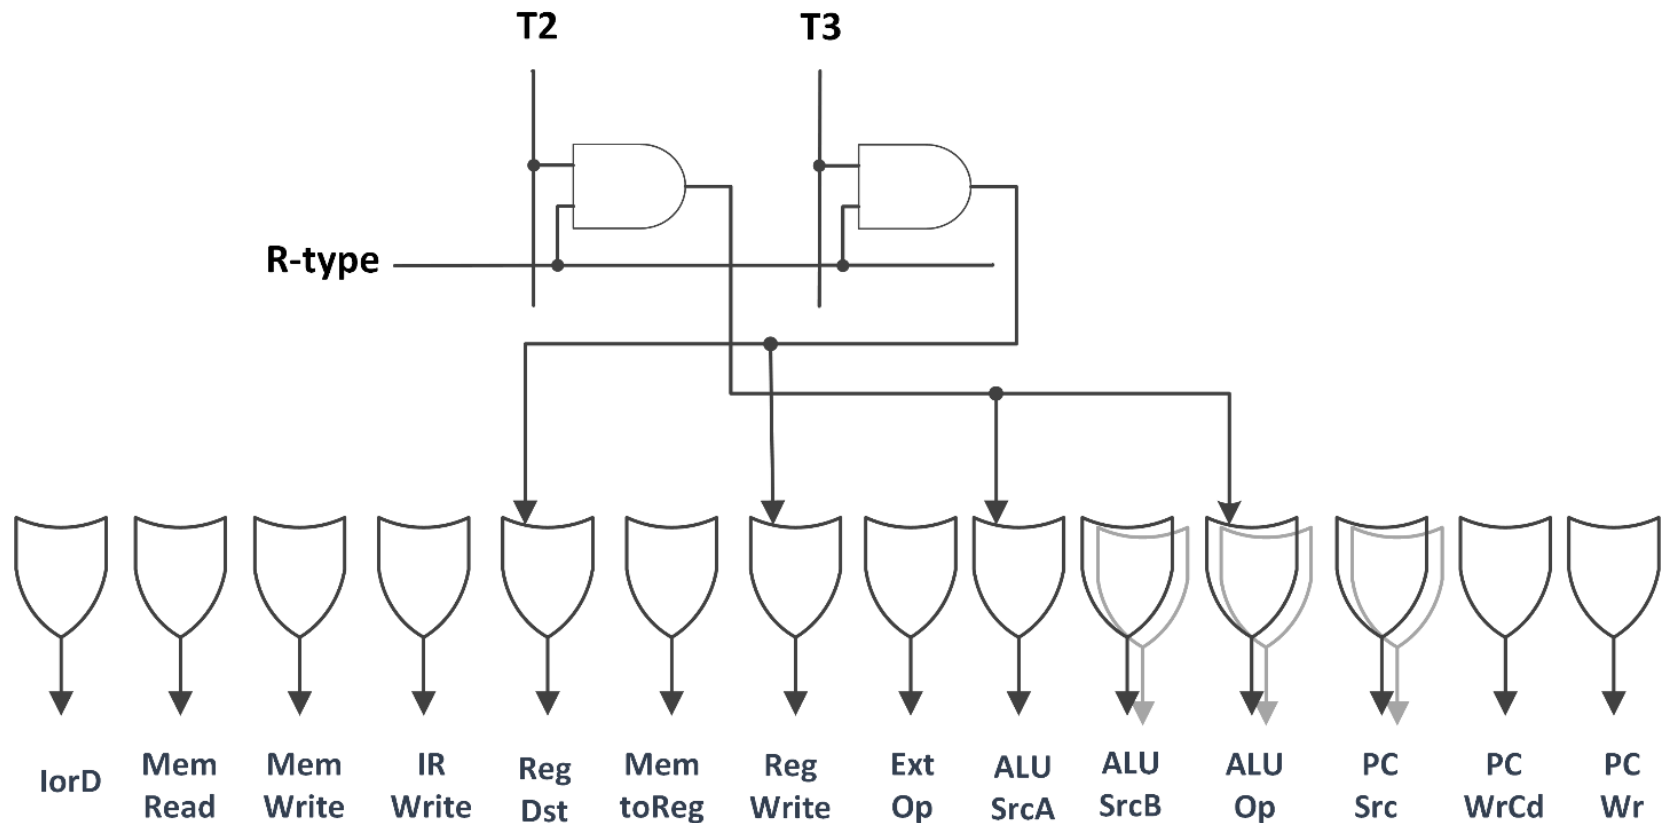 T2 T3
R-type
IorD
Mem
Read
Mem
Write
IR
Write
Reg
Dst
Mem
toReg
Reg
Write
Ext
Op
ALU
SrcA
ALU
SrcB
ALU
Op
PC
Src
PC
WrCd
PC
Wr